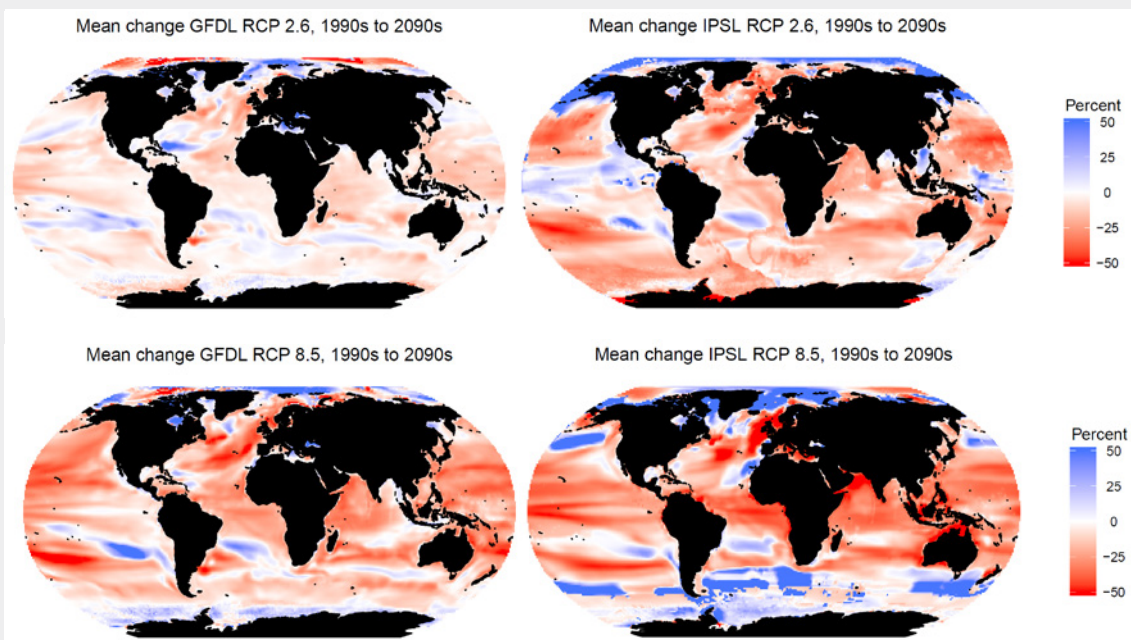 Mean change GFDL RCP 2.6, 1990s to 2090s
Mean change IPSL RCP 2.6, 1990s to 2090s
Percent
50
25
0
−25
−50
Mean change GFDL RCP 8.5, 1990s to 2090s
Mean change IPSL RCP 8.5, 1990s to 2090s
Percent
50
25
0
−25
−50